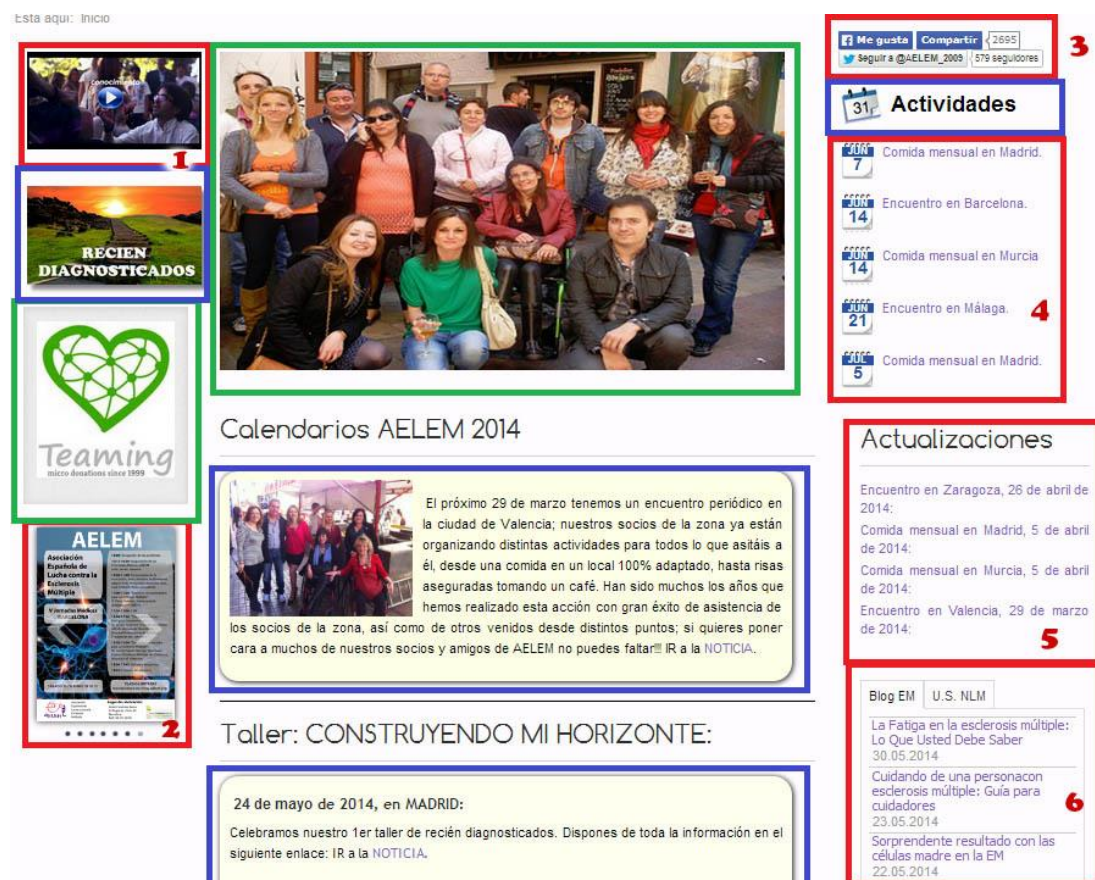 Esta aquí: Inicio
conocimiento
1
RECIEN
DIAGNOSTICADOS
Teaming
micro donations since 1999
AELEM
Asociación
Española de
Lucha contra la
Esclerosis
Múltiple
V Jornadas Médicas
BARCELONA
2
Calendarios AELEM 2014
El próximo 29 de marzo tenemos un encuentro periódico en
la ciudad de Valencia; nuestros socios de la zona ya están
organizando distintas actividades para todos lo que asitáis a
él, desde una comida en un local 100% adaptado, hasta risas
aseguradas tomando un café. Han sido muchos los años que
hemos realizado esta acción con gran éxito de asistencia de
los socios de la zona, así como de otros venidos desde distintos puntos; si quieres poner
cara a muchos de nuestros socios y amigos de AELEM no puedes faltar!!! IR a la NOTICIA.
Taller: CONSTRUYENDO MI HORIZONTE:
24 de mayo de 2014, en MADRID:
Celebramos nuestro 1er taller de recién diagnosticados. Dispones de toda la información en el
siguiente enlace: IR a la NOTICIA.
Me gusta Compartir 2695
Seguir a @AELEM_2009 579 seguidores
3
31 Actividades
JUN 7 Comida mensual en Madrid.
JUN 14 Encuentro en Barcelona.
JUN 14 Comida mensual en Murcia
JUN 21 Encuentro en Málaga.
4
JUL 5 Comida mensual en Madrid.
Actualizaciones
Encuentro en Zaragoza, 26 de abril de
2014:
Comida mensual en Madrid, 5 de abril
de 2014:
Comida mensual en Murcia, 5 de abril
de 2014:
Encuentro en Valencia, 29 de marzo
de 2014:
5
Blog EM U.S. NLM
La Fatiga en la esclerosis múltiple:
Lo Que Usted Debe Saber
30.05.2014
Cuidando de una personacon
esclerosis múltiple: Guía para
cuidadores
23.05.2014
6
Sorprendente resultado con las
células madre en la EM
22.05.2014